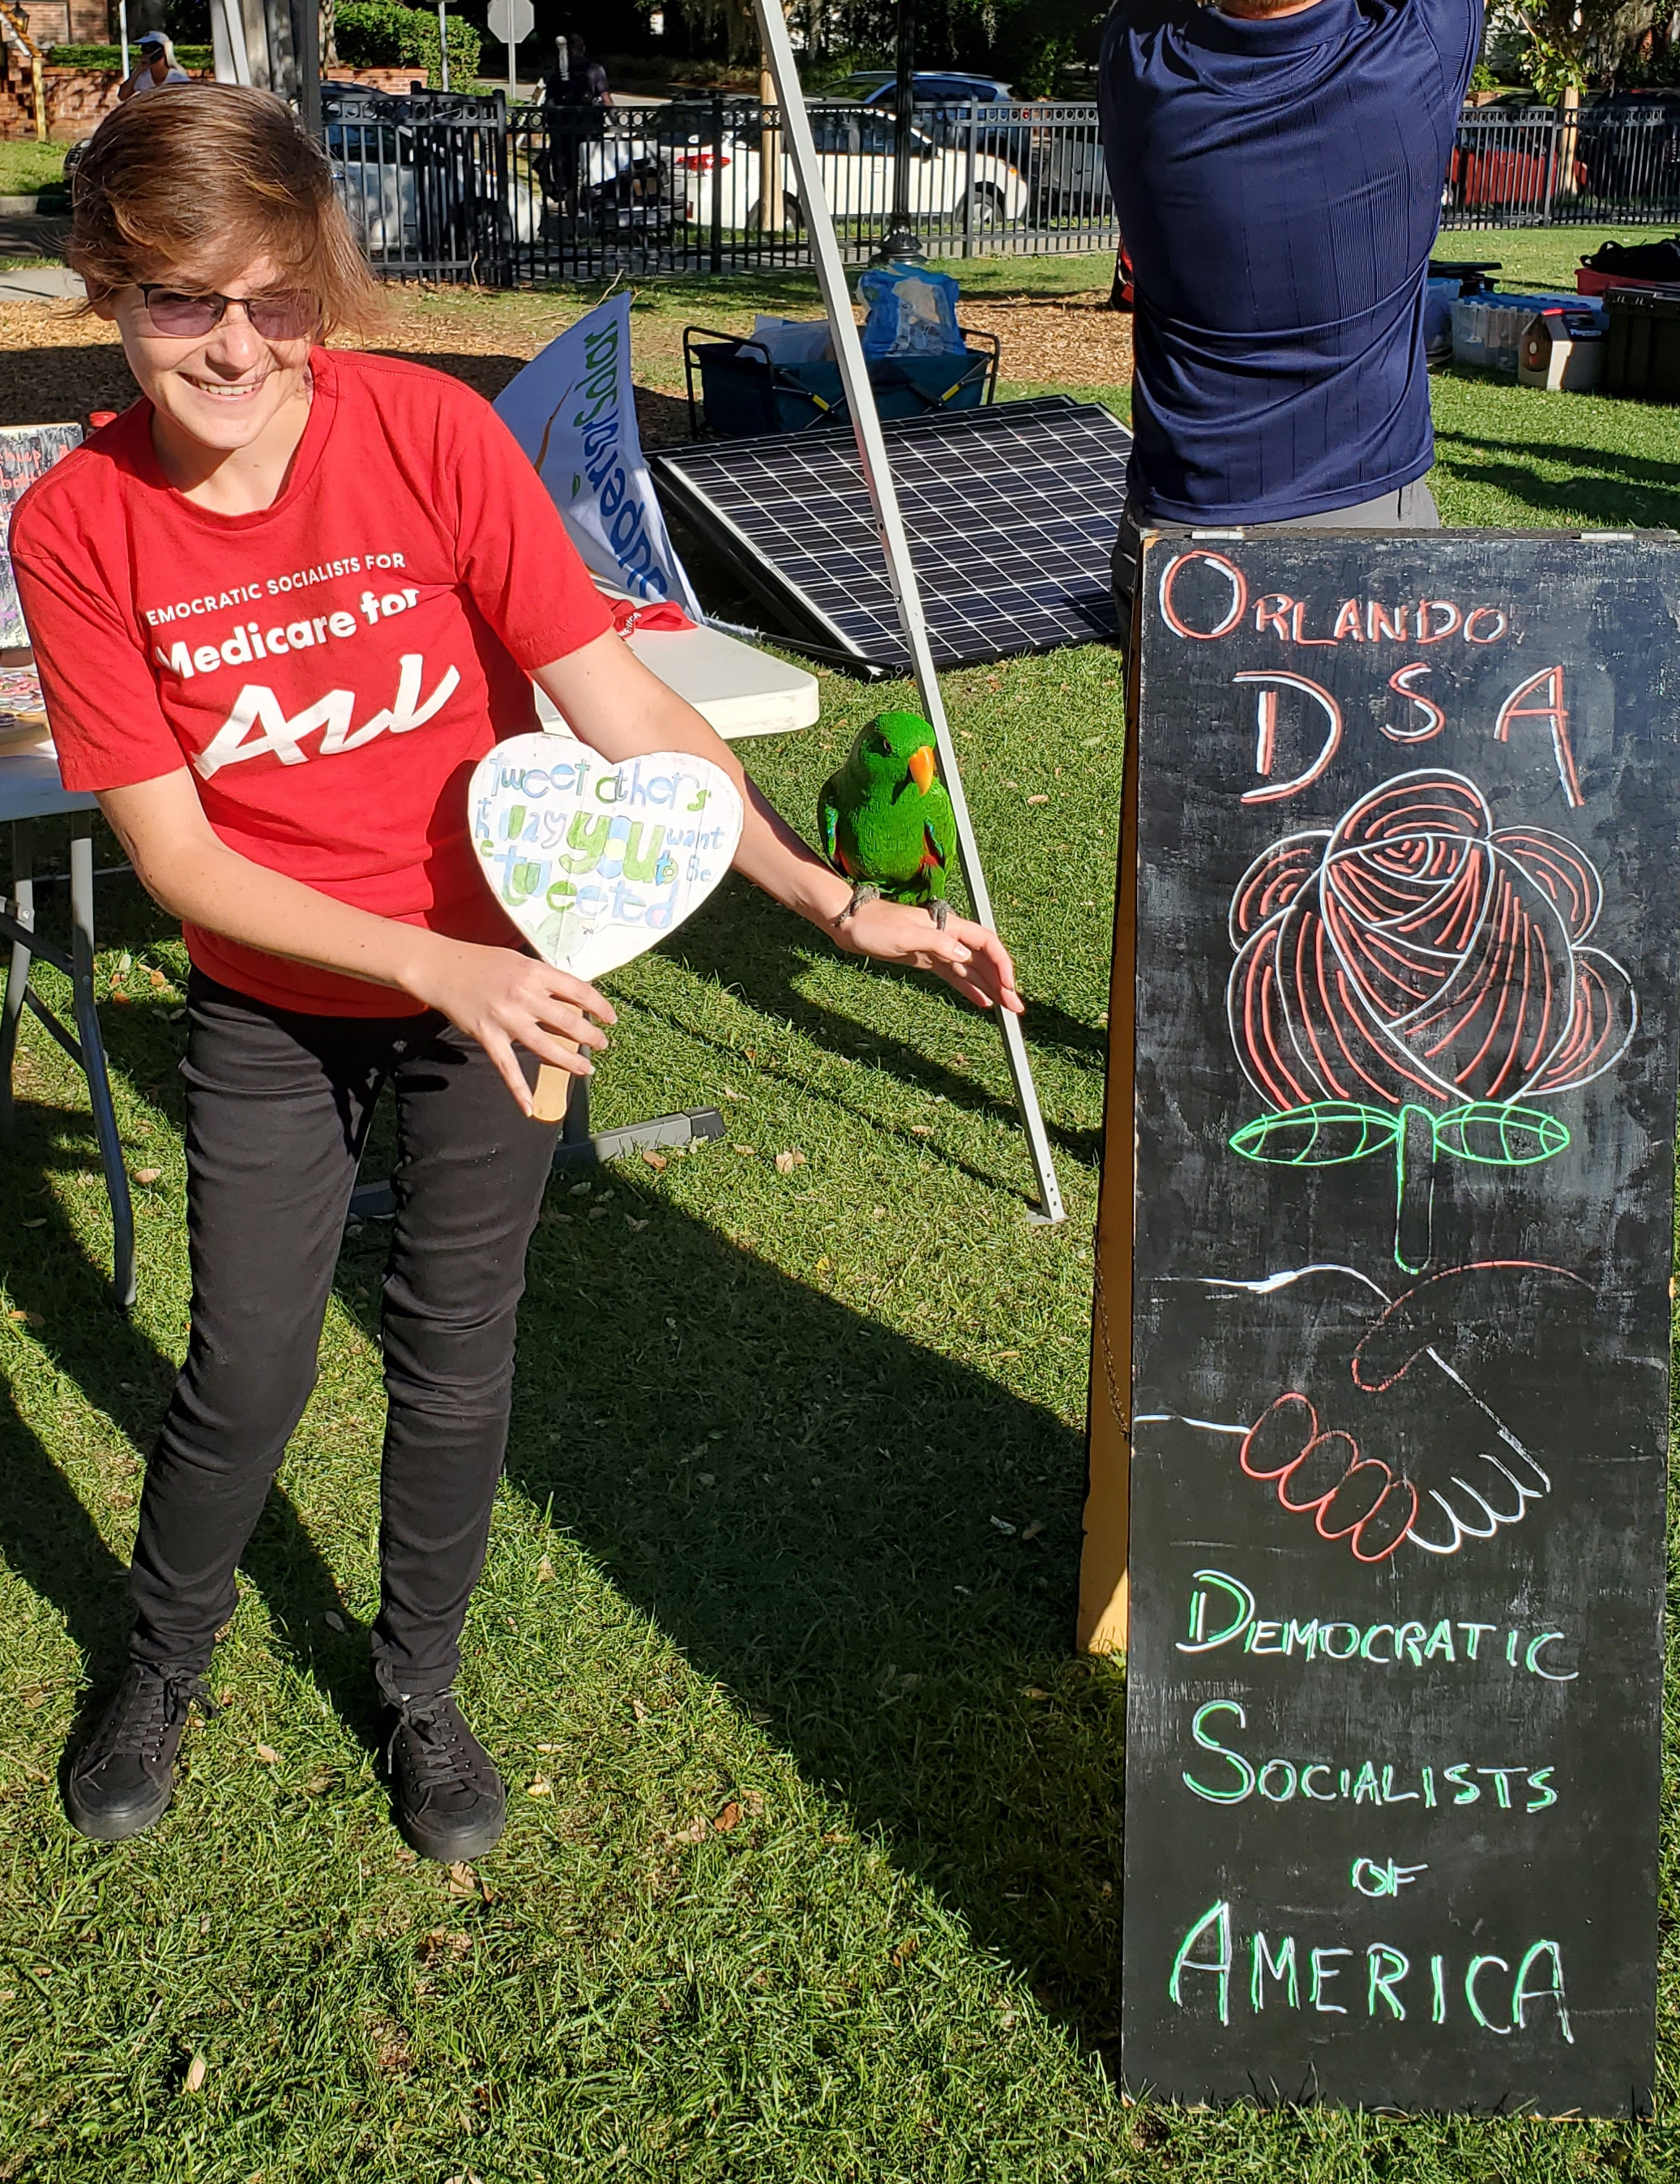 EMOCRATIC SOCIALISTS FOR
Medicare for
All
Tweet others
the way you want
to Be
tweeted
ORLANDO
DSA
DEMOCRATIC
SOCIALISTS
OF
AMERICA